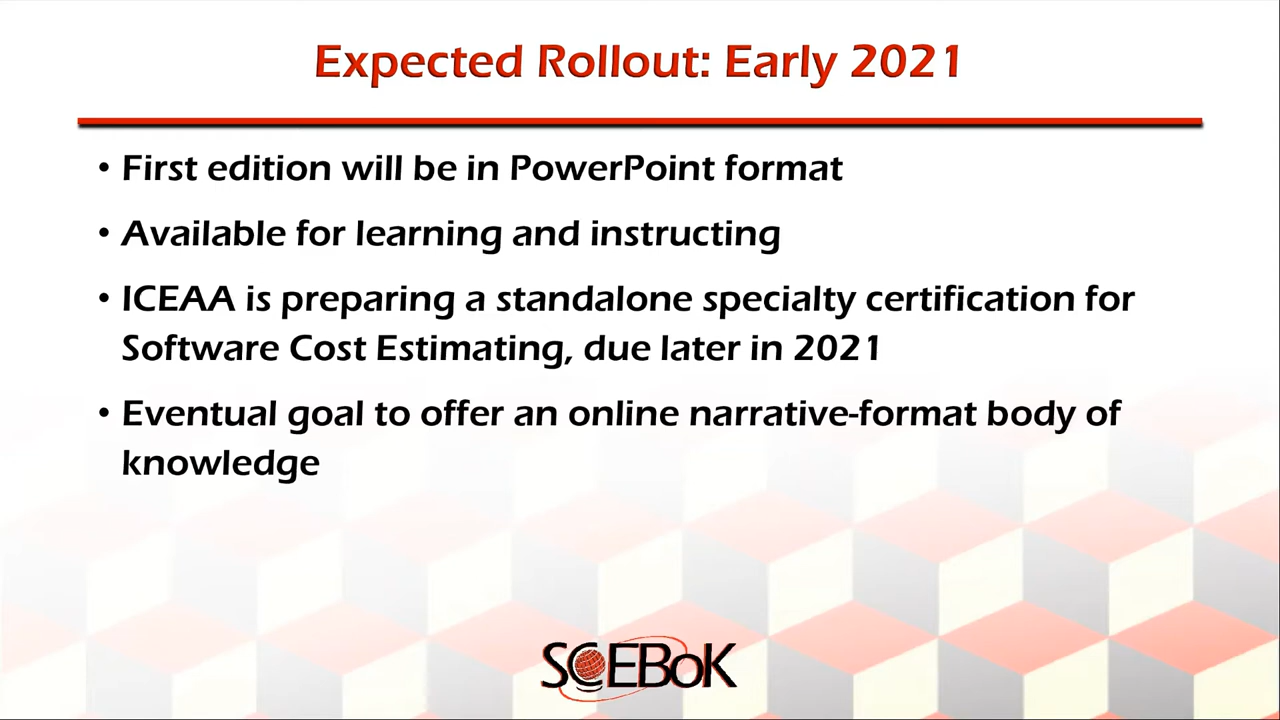 Expected Rollout: Early 2021
• First edition will be in PowerPoint format
• Available for learning and instructing
• ICEAA is preparing a standalone specialty certification for
Software Cost Estimating, due later in 2021
• Eventual goal to offer an online narrative-format body of
knowledge
SCEBoK